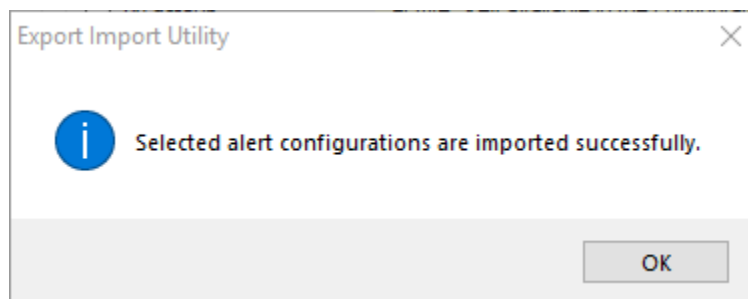 Export Import Utility
Selected alert configurations are imported successfully.
OK